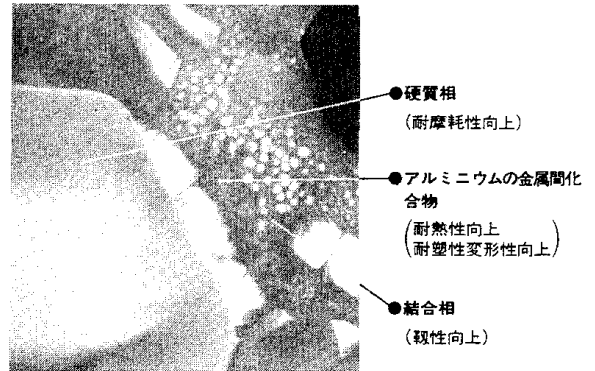 ●硬質相
(耐摩耗性向上)
●アルミニウムの金属間化
合物
(耐熱性向上
耐塑性変形性向上)
●結合相
(靱性向上)